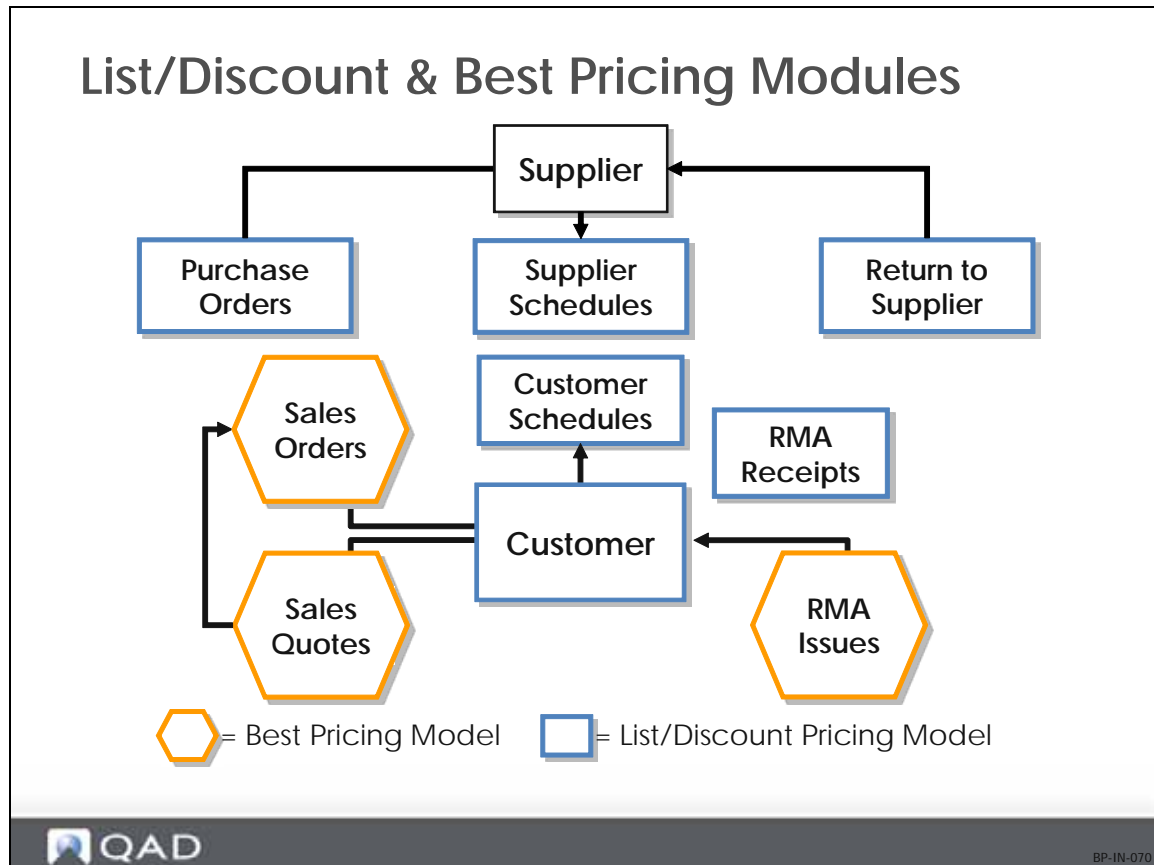 List/Discount & Best Pricing Modules
Supplier
Purchase
Orders
Supplier
Schedules
Return to
Supplier
Sales
Orders
Customer
Schedules
RMA
Receipts
Customer
Sales
Quotes
RMA
Issues
= Best Pricing Model
= List/Discount Pricing Model
QAD
BP-IN-070